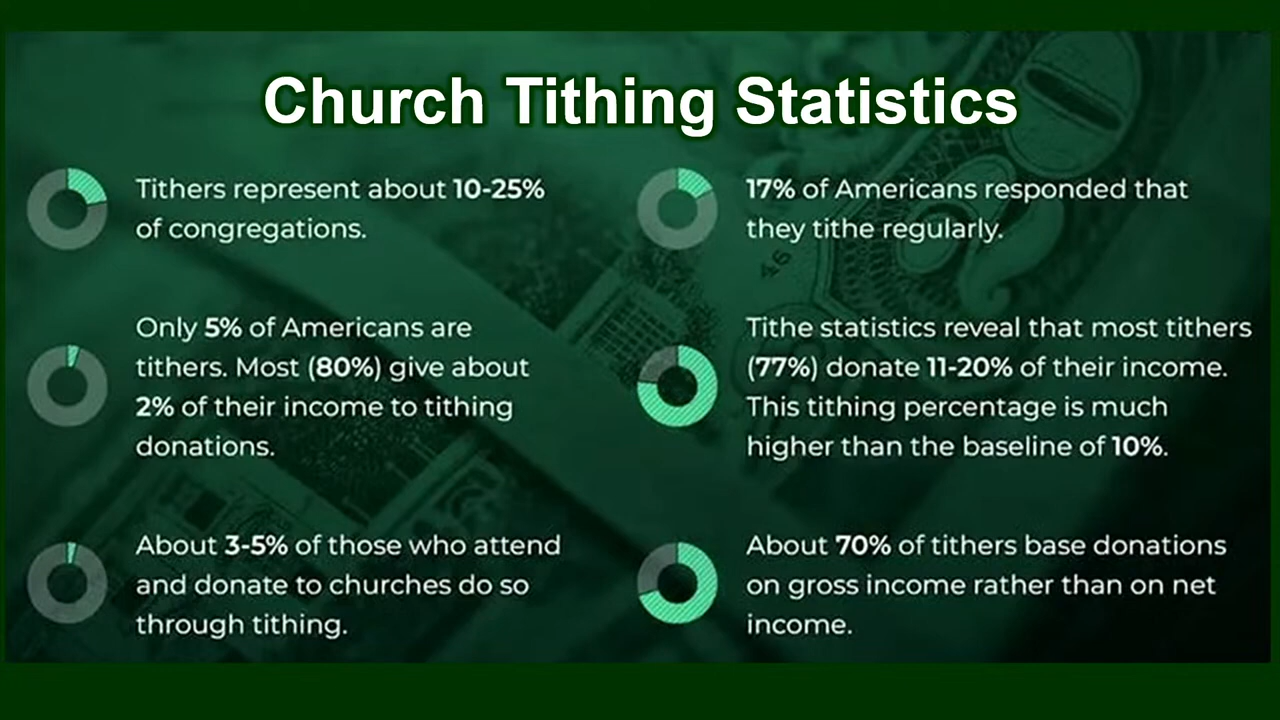 Church Tithing Statistics
Tithers represent about 10-25%
of congregations.
17% of Americans responded that
they tithe regularly.
Only 5% of Americans are
tithers. Most (80%) give about
2% of their income to tithing
donations.
Tithe statistics reveal that most tithers
(77%) donate 11-20% of their income.
This tithing percentage is much
higher than the baseline of 10%.
About 3-5% of those who attend
and donate to churches do so
through tithing.
About 70% of tithers base donations
on gross income rather than on net
income.
46